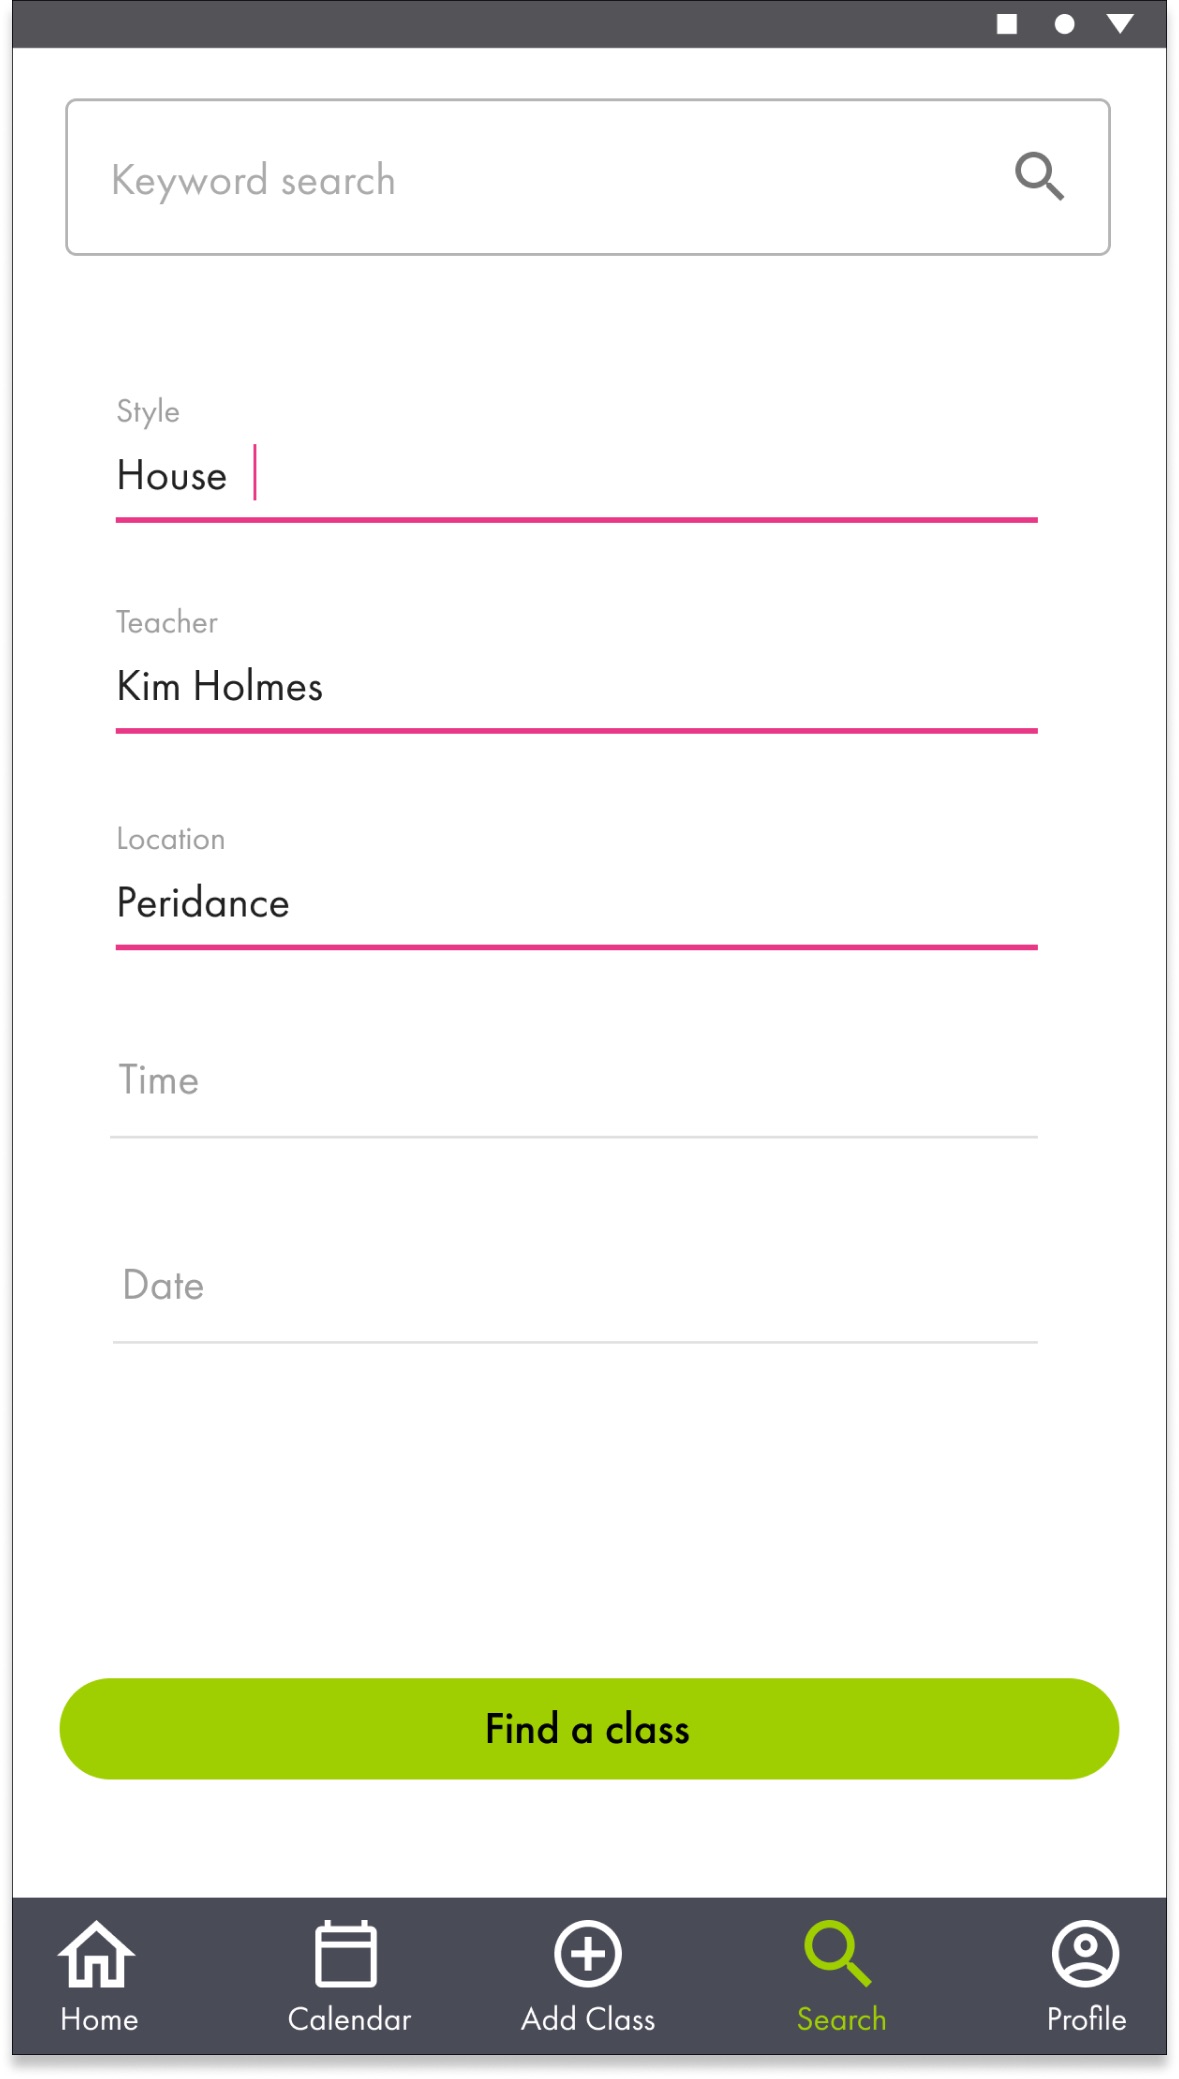 Keyword search
Style
House
Teacher
Kim Holmes
Location
Peridance
Time
Date
Find a class
Home Calendar Add Class Search Profile